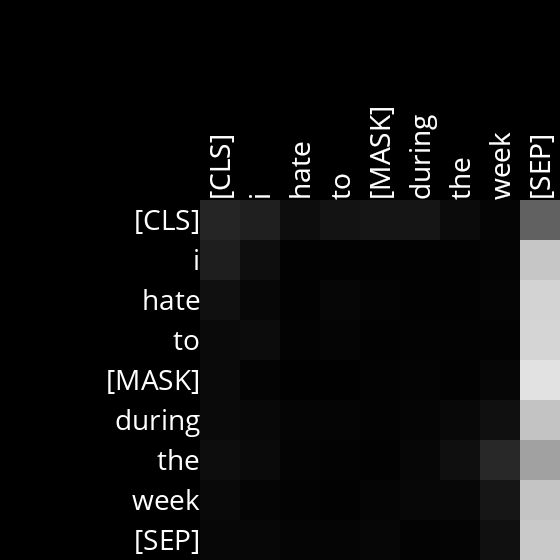 [CLS] i hate to [MASK] during the week [SEP]
[CLS]
i
hate
to
[MASK]
during
the
week
[SEP]